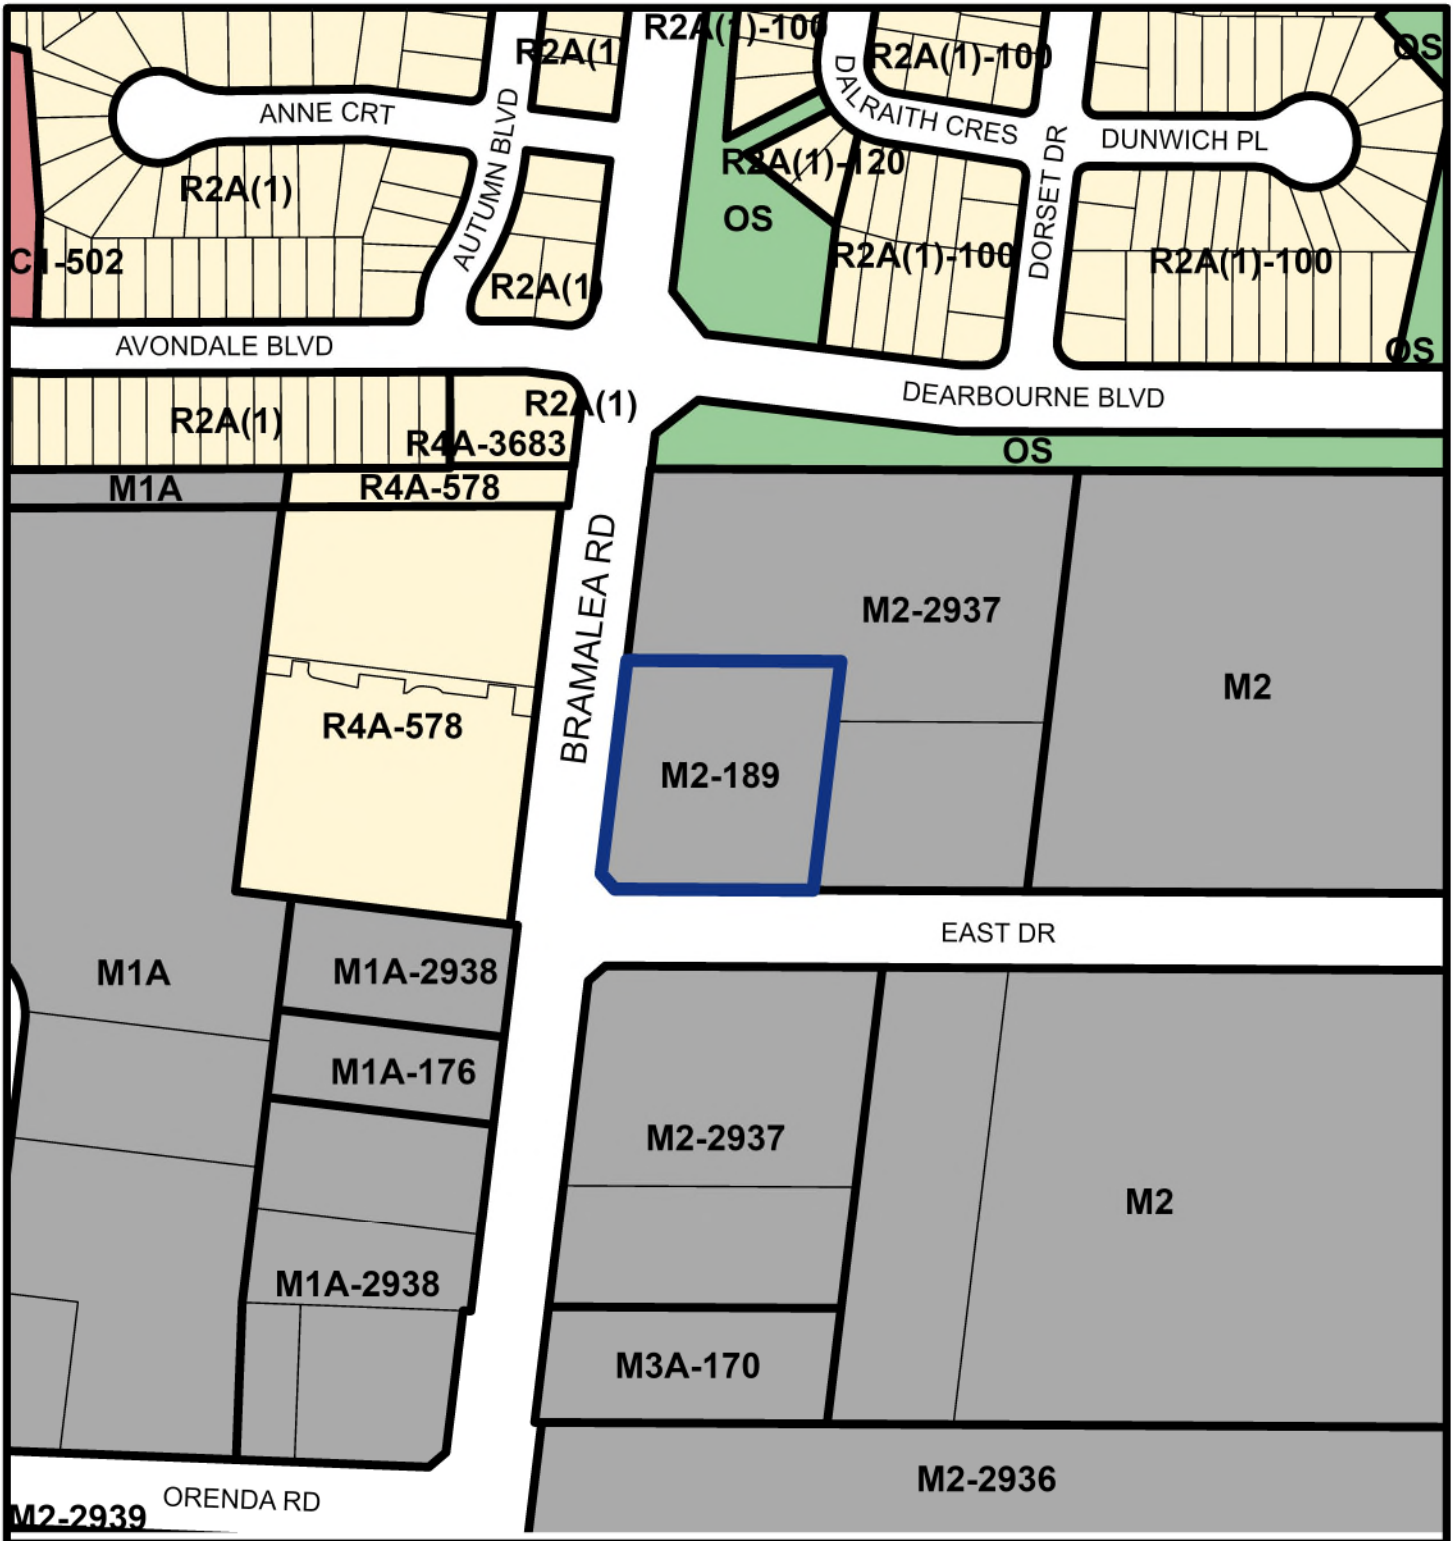 R2A(1)-100
R2A(1
R2A(1)-100
OS
ANNE CRT
AUTUMN BLVD
DALRAITH CRES
DORSET DR
DUNWICH PL
R2A(1)
R2A(1)-120
OS
C1-502
R2A(1)
R2A(1)-100
R2A(1)-100
AVONDALE BLVD
OS
DEARBOURNE BLVD
R2A(1)
R2A(1)
R4A-3683
OS
M1A
R4A-578
BRAMALEA RD
M2-2937
M2
R4A-578
M2-189
EAST DR
M1A
M1A-2938
M1A-176
M2-2937
M2
M1A-2938
M3A-170
M2-2936
ORENDA RD
M2-2939